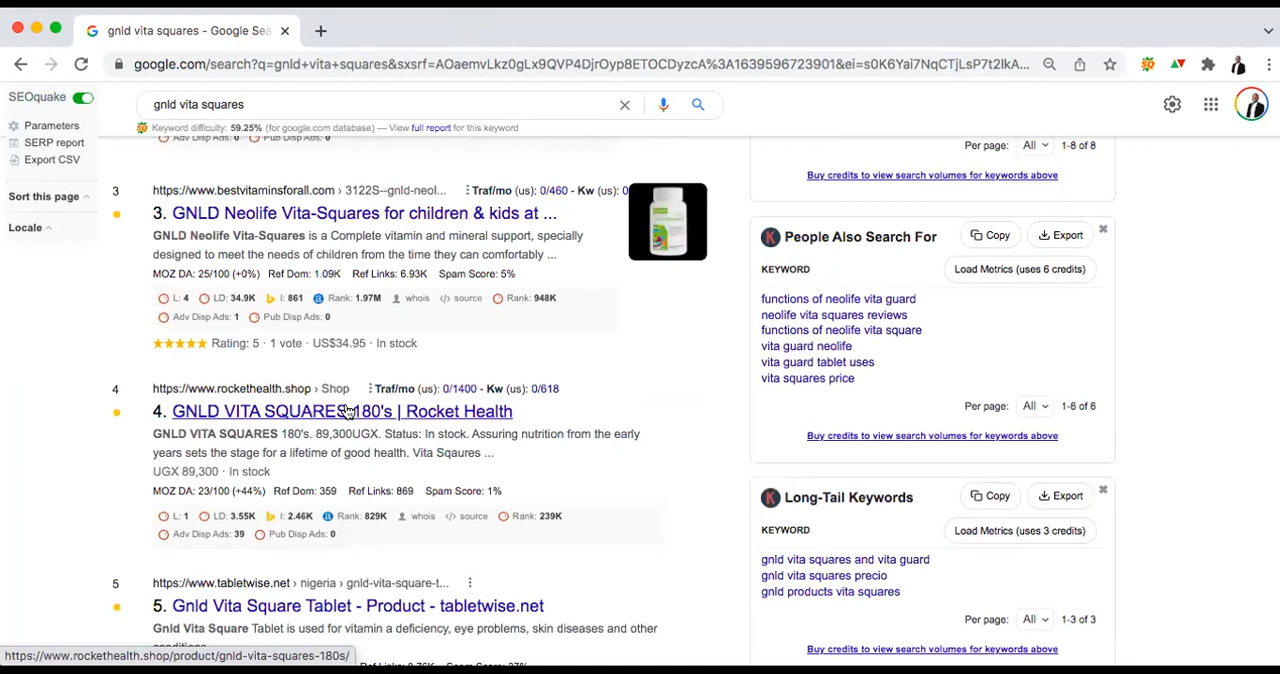 gnld vita squares - Google Sea
google.com/search?q=gnld+vita+squares&sxsrf=AOaemvLkz0gLx9QVP4DjrOyp8ETOCDyzcA%3A1639596723901&ei=s0K6Yai7NqCTjLsP7t2lkA...
SEOquake
Parameters
SERP report
Export CSV
Sort this page
Locale
gnld vita squares
Keyword difficulty: 59.25% (for google.com database) — View full report for this keyword
Adv Disp Ads: 0 Pub Disp Ads: 0
3
https://www.bestvitaminsforall.com › 3122S--gnld-neol... Traf/mo (us): 0/460 - Kw (us): 0
3. GNLD Neolife Vita-Squares for children & kids at ...
GNLD Neolife Vita-Squares is a Complete vitamin and mineral support, specially
designed to meet the needs of children from the time they can comfortably ...
MOZ DA: 25/100 (+0%) Ref Dom: 1.09K Ref Links: 6.93K Spam Score: 5%
L: 4 LD: 34.9K I: 861 Rank: 1.97M whois source Rank: 948K
Adv Disp Ads: 1 Pub Disp Ads: 0
Rating: 5 · 1 vote · US$34.95 · In stock
4
https://www.rockethealth.shop › Shop Traf/mo (us): 0/1400 - Kw (us): 0/618
4. GNLD VITA SQUARES 180's | Rocket Health
GNLD VITA SQUARES 180's. 89,300UGX. Status: In stock. Assuring nutrition from the early
years sets the stage for a lifetime of good health. Vita Sqaures ...
UGX 89,300 · In stock
MOZ DA: 23/100 (+44%) Ref Dom: 359 Ref Links: 869 Spam Score: 1%
L: 1 LD: 3.55K I: 2.46K Rank: 829K whois source Rank: 239K
Adv Disp Ads: 39 Pub Disp Ads: 0
5
https://www.tabletwise.net › nigeria › gnld-vita-square-t...
5. Gnld Vita Square Tablet - Product - tabletwise.net
Gnld Vita Square Tablet is used for vitamin a deficiency, eye problems, skin diseases and other
https://www.rockethealth.shop/product/gnld-vita-squares-180s/
Per page: All 1-8 of 8
Buy credits to view search volumes for keywords above
People Also Search For
Copy
Export
KEYWORD
Load Metrics (uses 6 credits)
functions of neolife vita guard
neolife vita squares reviews
functions of neolife vita square
vita guard neolife
vita guard tablet uses
vita squares price
Per page: All 1-6 of 6
Buy credits to view search volumes for keywords above
Long-Tail Keywords
Copy
Export
KEYWORD
Load Metrics (uses 3 credits)
gnld vita squares and vita guard
gnld vita squares precio
gnld products vita squares
Per page: All 1-3 of 3
Buy credits to view search volumes for keywords above